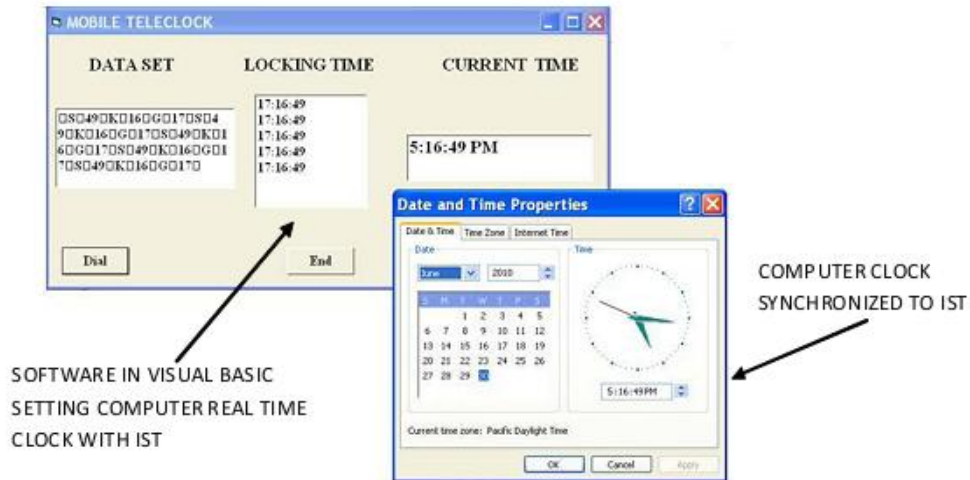 MOBILE TELECLOCK
DATA SET
LOCKING TIME
CURRENT TIME
□S□49□K□16□G□17□S□4
9□K□16□G□17□S□49□K□1
6□G□17□S□49□K□16□G□1
7□S□49□K□16□G□17□
17:16:49
17:16:49
17:16:49
17:16:49
17:16:49
5:16:49 PM
Dial
End
Date and Time Properties
Date & Time
Time Zone
Internet Time
Date
June
2010
S M T W T F S
1 2 3 4 5
6 7 8 9 10 11 12
13 14 15 16 17 18 19
20 21 22 23 24 25 26
27 28 29 30
Time
5:16:49PM
Current time zone: Pacific Daylight Time
OK
Cancel
Apply
COMPUTER CLOCK
SYNCHRONIZED TO IST
SOFTWARE IN VISUAL BASIC
SETTING COMPUTER REAL TIME
CLOCK WITH IST